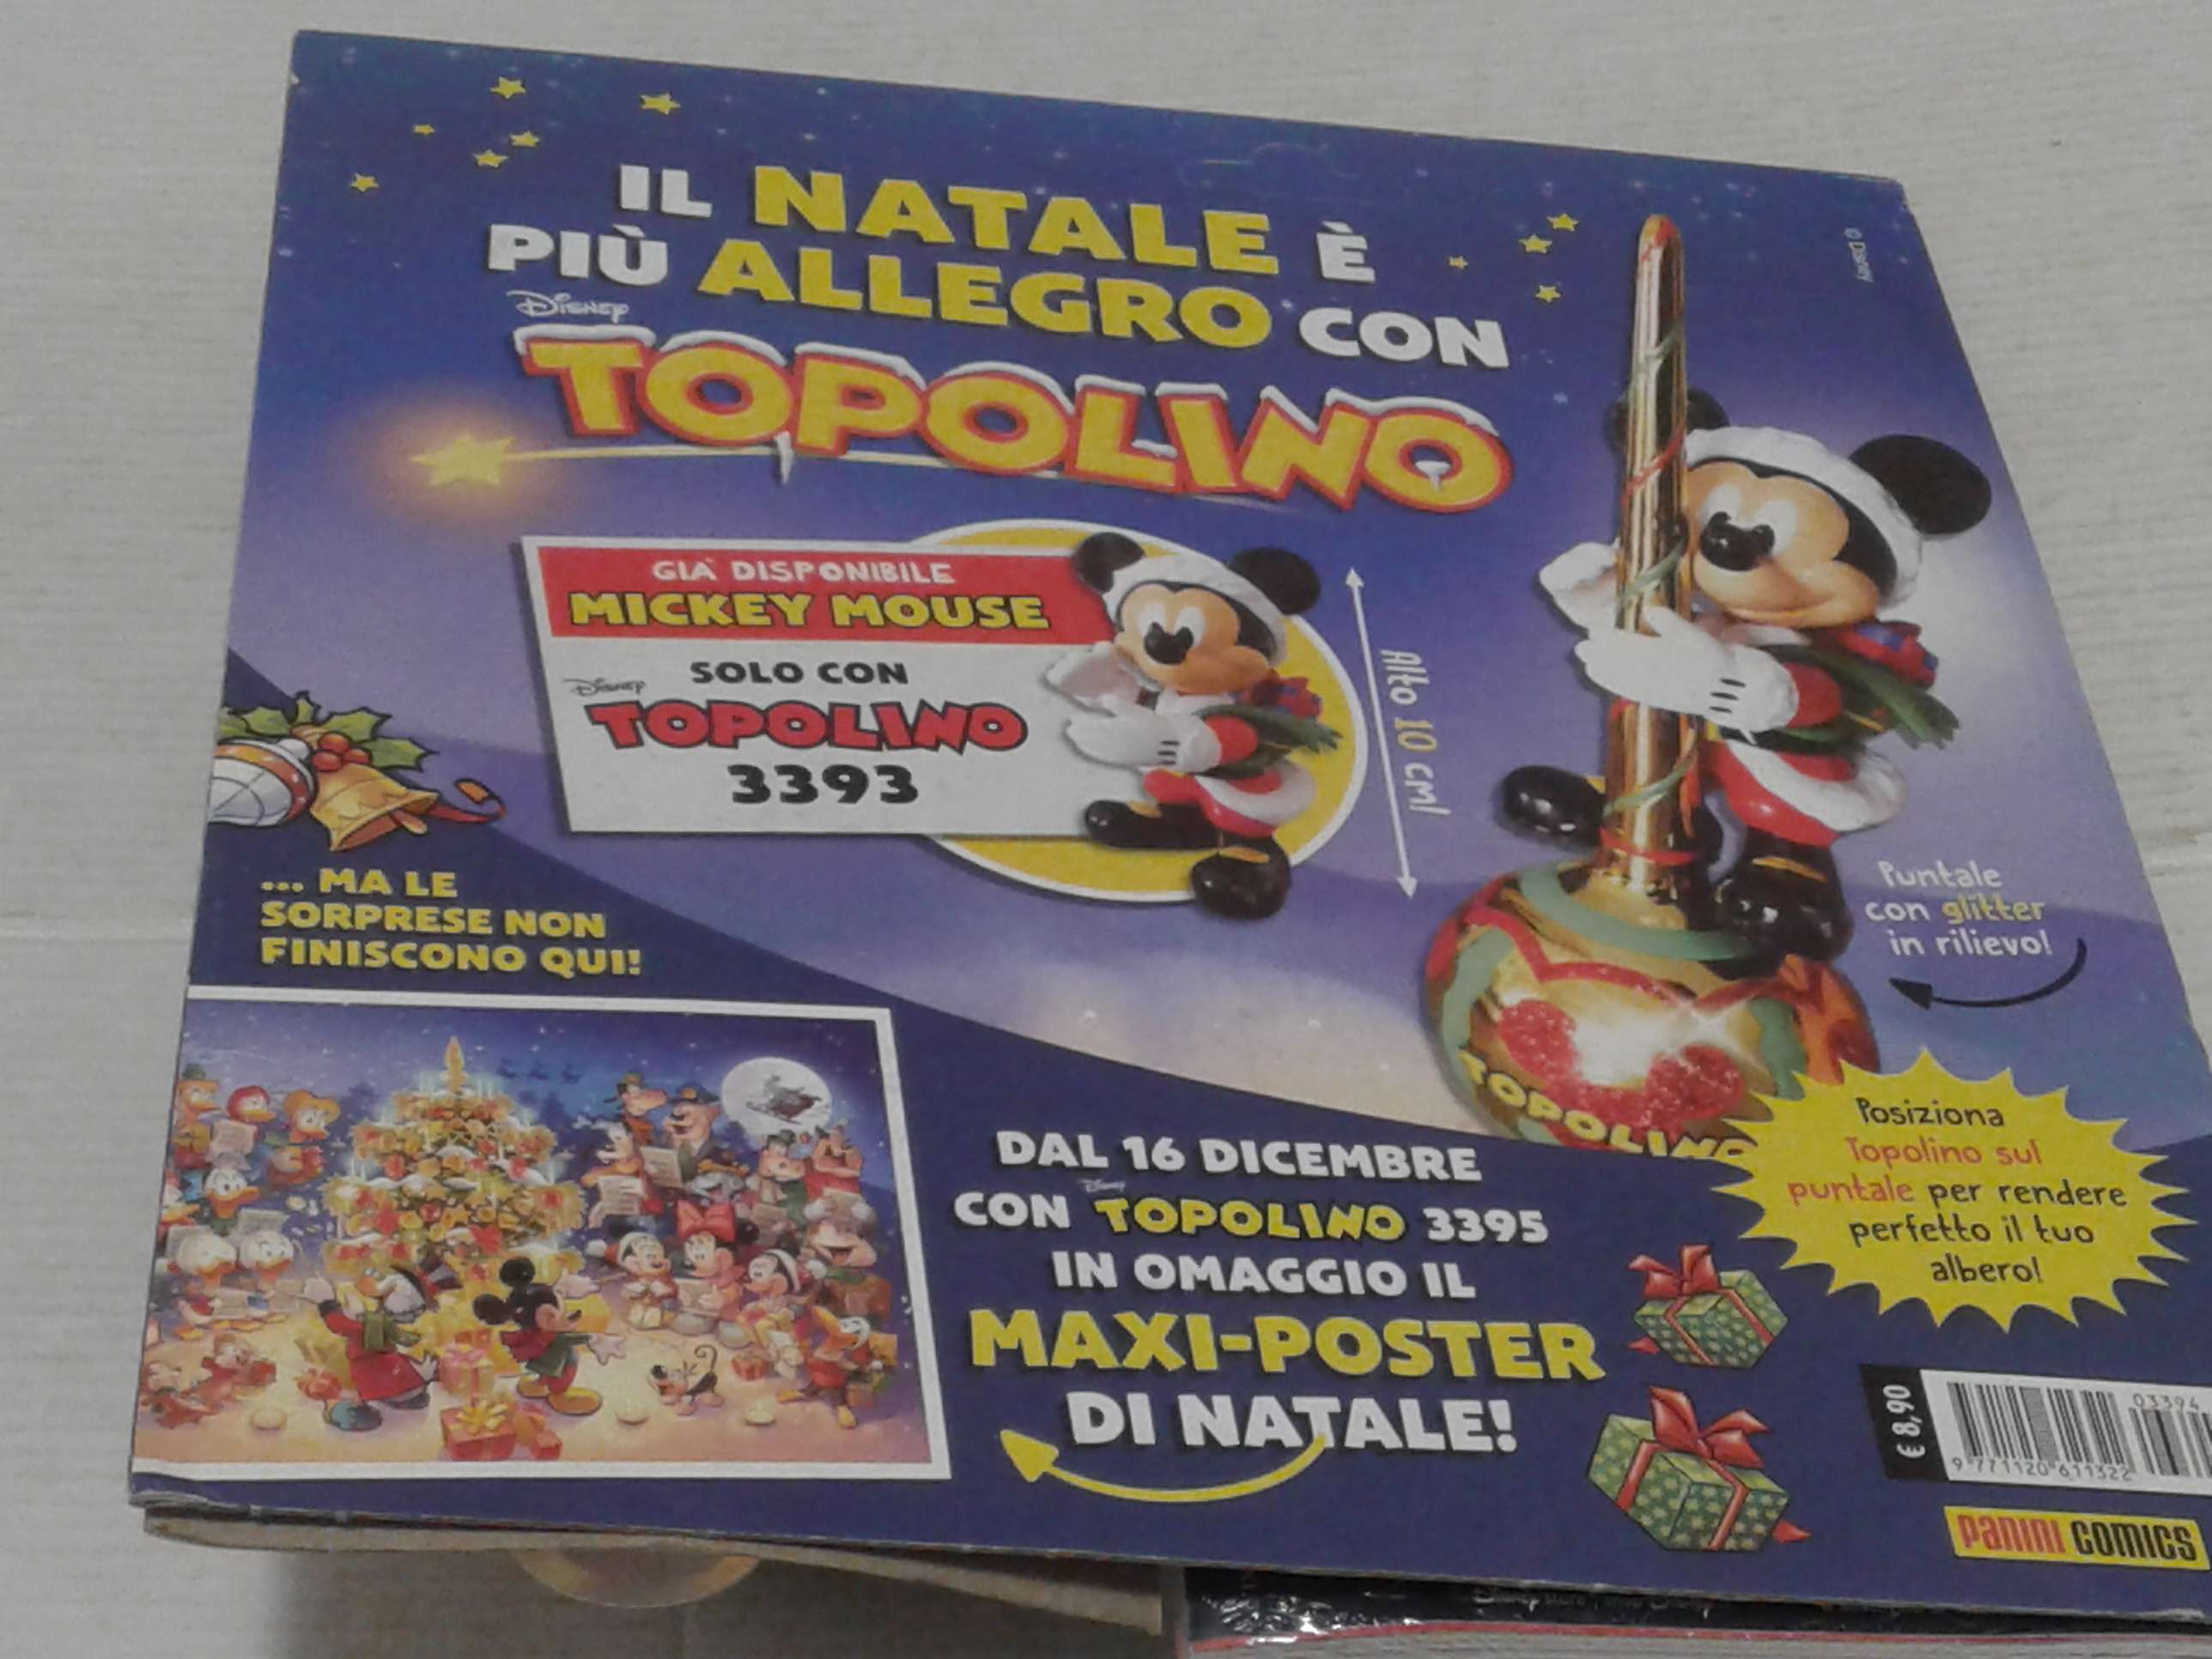 IL NATALE È
PIÙ ALLEGRO CON
DISNEY
TOPOLINO
© Disney
GIÀ DISPONIBILE
MICKEY MOUSE
SOLO CON
DISNEY
TOPOLINO
3393
Alto 10 cm!
Puntale
con glitter
in rilievo!
... MA LE
SORPRESE NON
FINISCONO QUI!
TOPOLINO
Posiziona
Topolino sul
puntale per rendere
perfetto il tuo
albero!
DAL 16 DICEMBRE
Disney
CON TOPOLINO 3395
IN OMAGGIO IL
MAXI-POSTER
DI NATALE!
€ 8,90
03394
9 771120 611322
PANINI COMICS